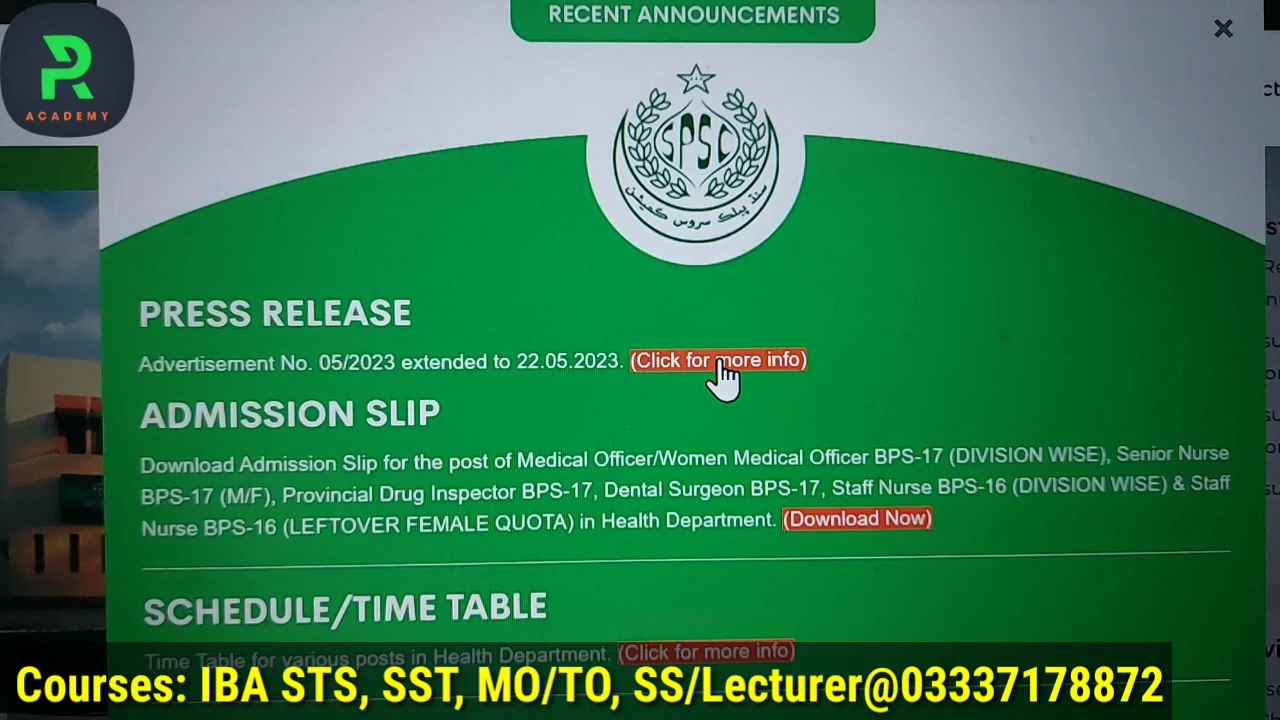 RECENT ANNOUNCEMENTS
R
ACADEMY
SPSC
سنڌ پبلڪ سروس ڪميشن
PRESS RELEASE
Advertisement No. 05/2023 extended to 22.05.2023. (Click for more info)
ADMISSION SLIP
Download Admission Slip for the post of Medical Officer/Women Medical Officer BPS-17 (DIVISION WISE), Senior Nurse
BPS-17 (M/F), Provincial Drug Inspector BPS-17, Dental Surgeon BPS-17, Staff Nurse BPS-16 (DIVISION WISE) & Staff
Nurse BPS-16 (LEFTOVER FEMALE QUOTA) in Health Department. (Download Now)
SCHEDULE/TIME TABLE
Time Table for various posts in Health Department. (Click for more info)
Courses: IBA STS, SST, MO/TO, SS/Lecturer@03337178872